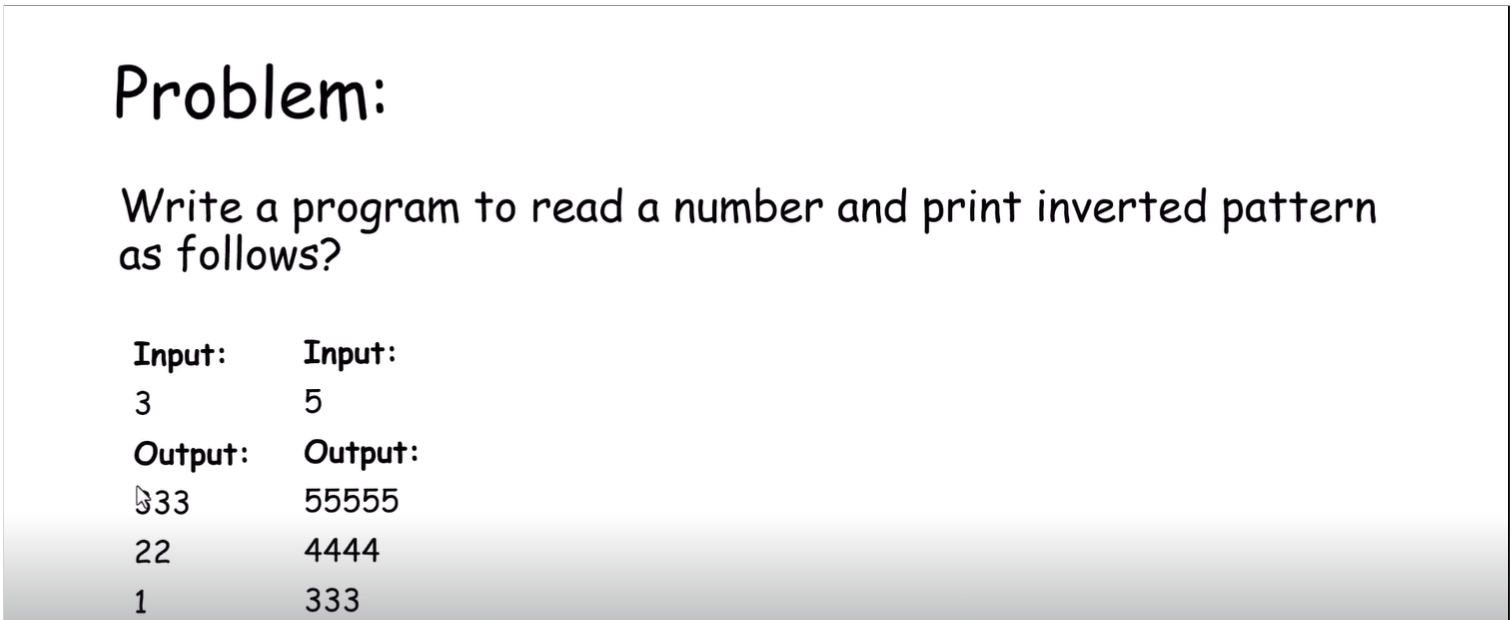 Problem:
Write a program to read a number and print inverted pattern
as follows?
Input: Input:
3 5
Output: Output:
333 55555
22 4444
1 333